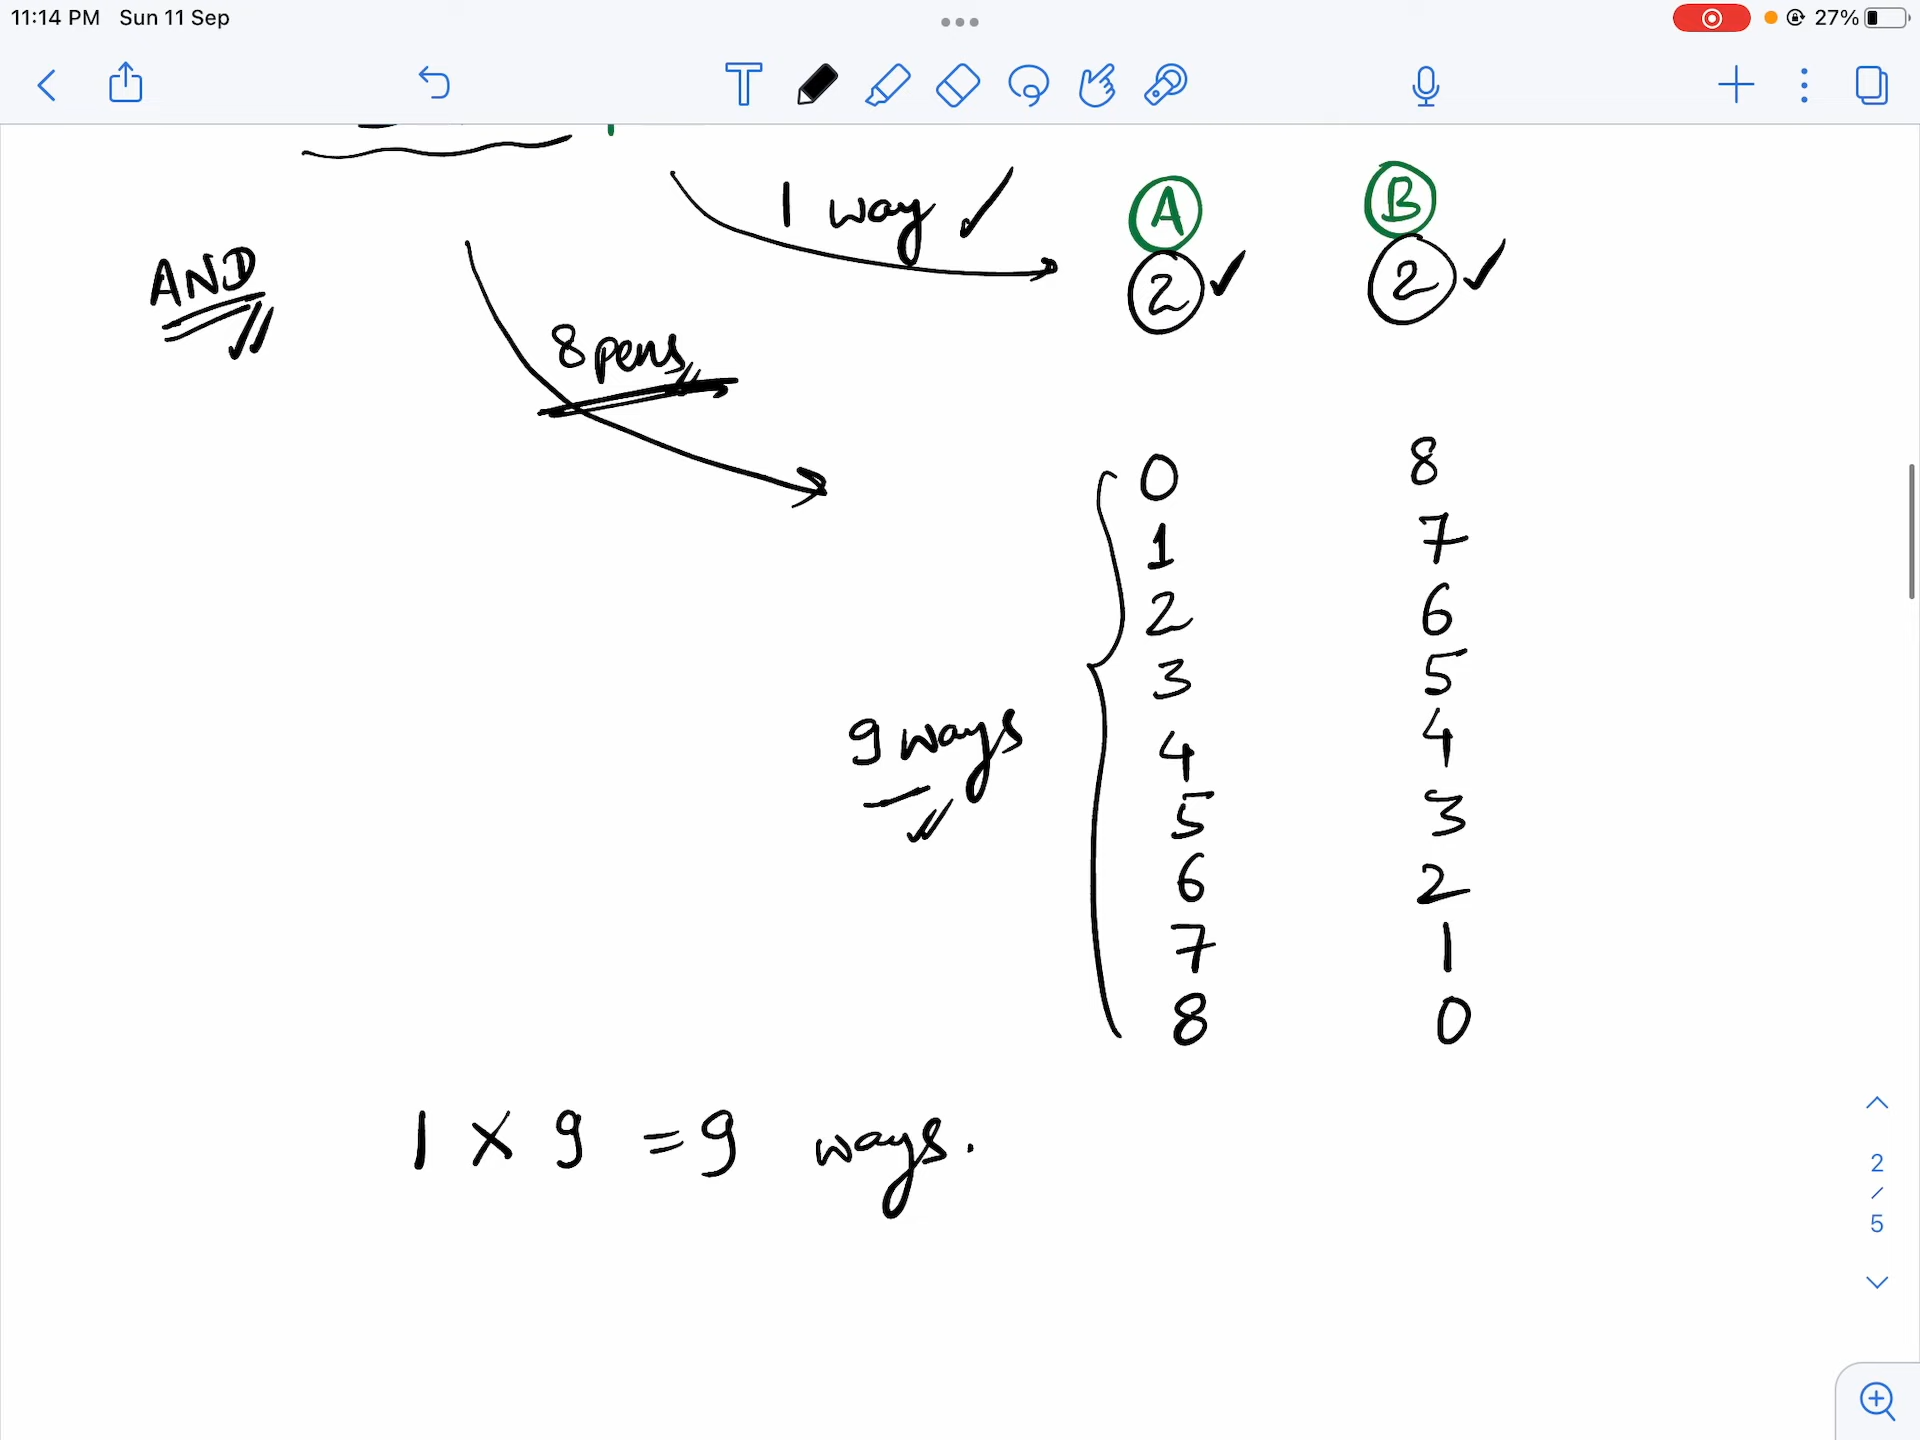 11:14 PM Sun 11 Sep
27%
T
1 way
A B
AND
2 2
8 pens
0 8
1 7
2 6
3 5
9 ways
4 4
5 3
6 2
7 1
8 0
1 × 9 = 9 ways.
2
/
5